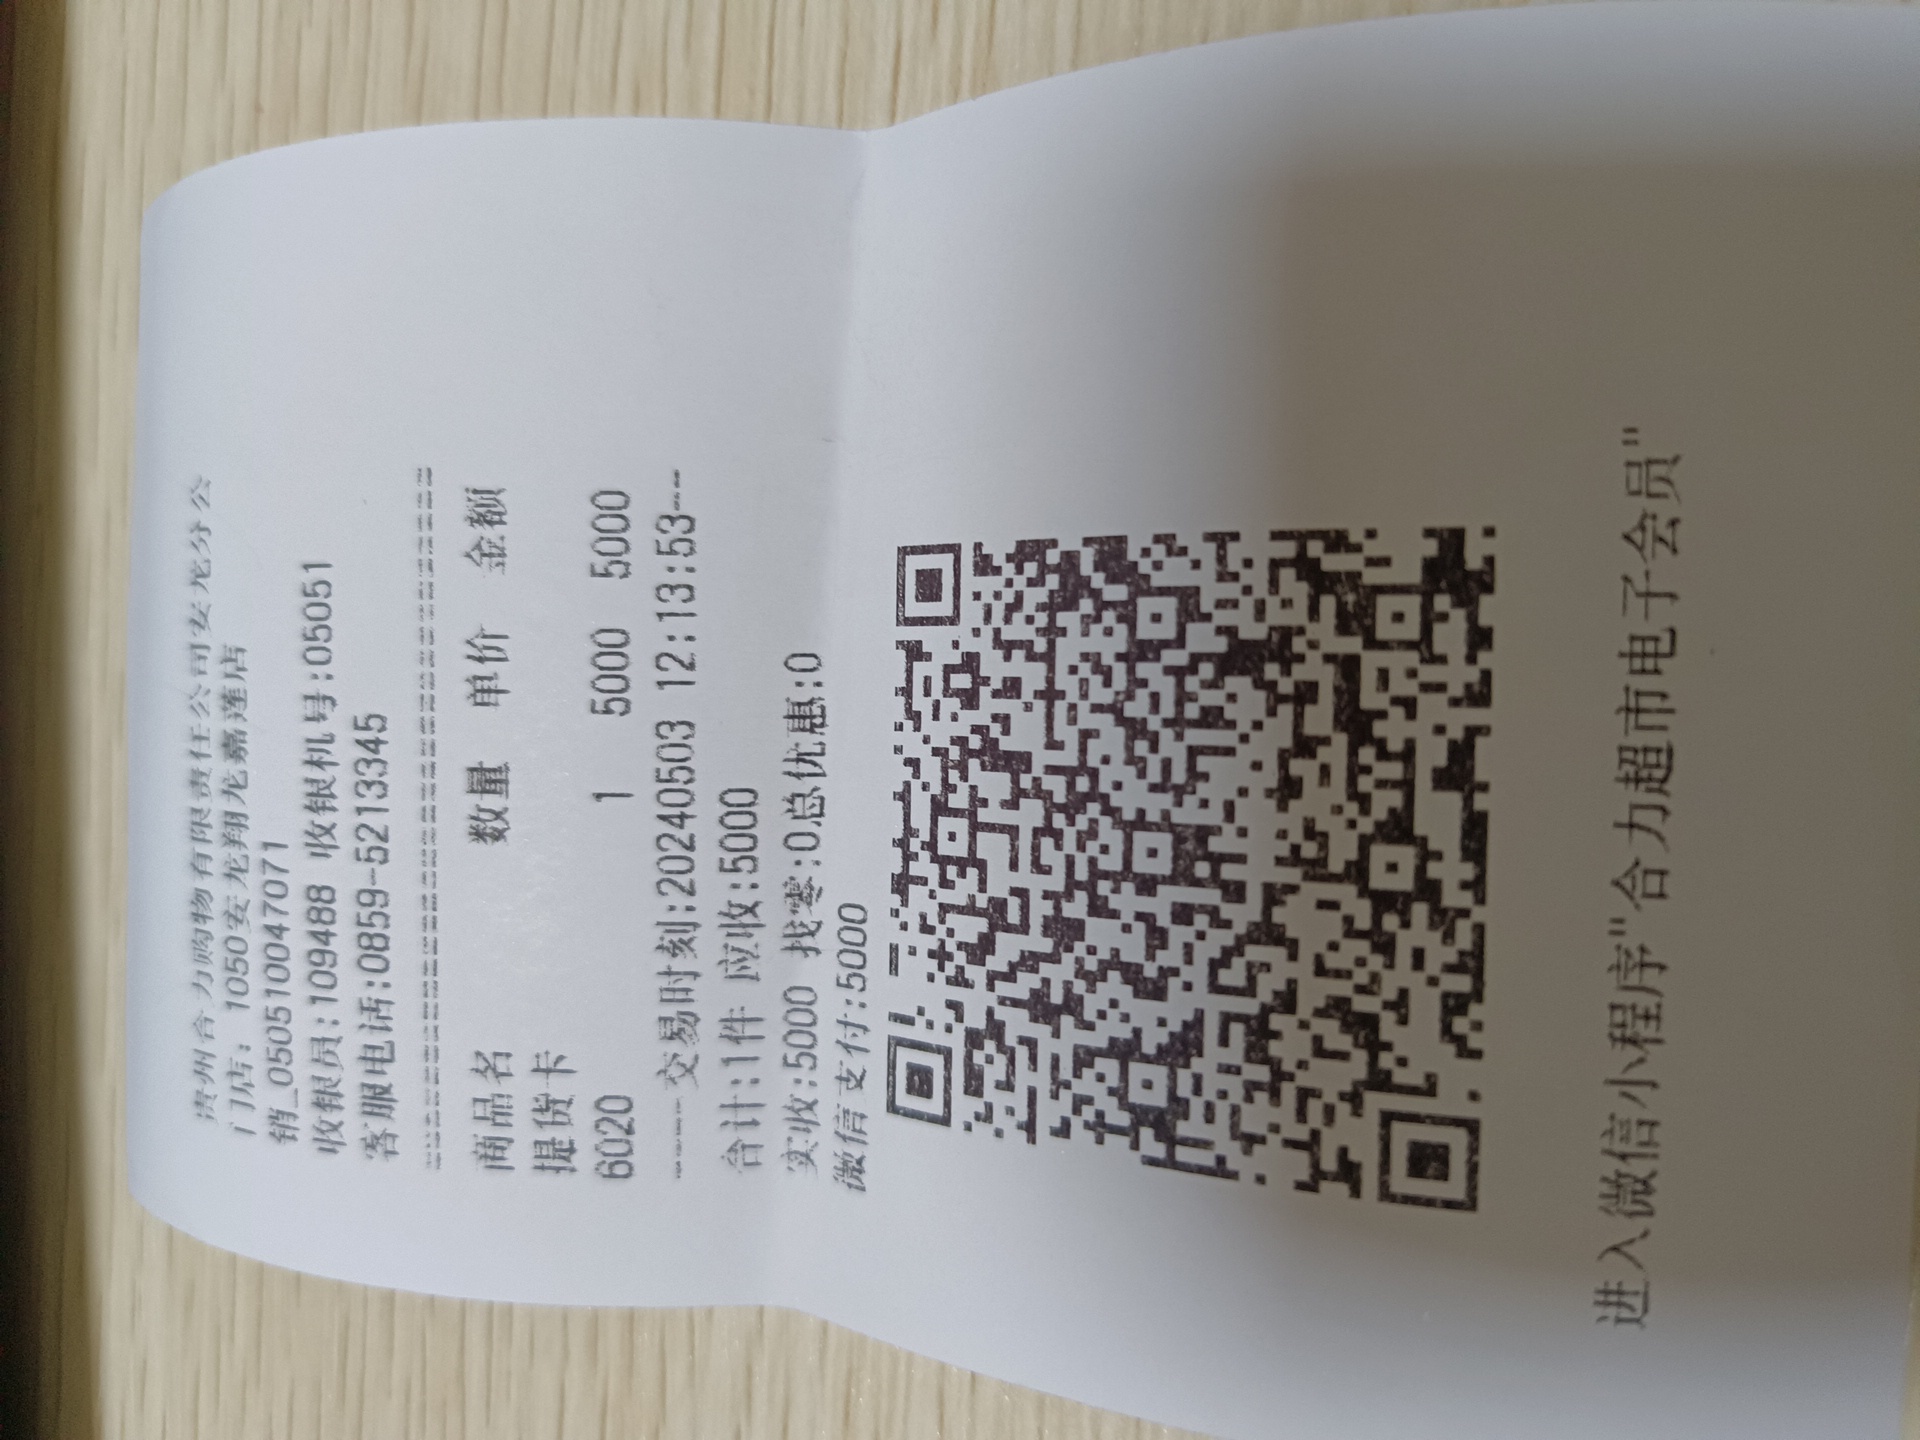 贵州合力购物有限责任公司安龙分公
门店: 1050安龙翔龙嘉莲店
销_050510047071
收银员:109488 收银机号:05051
客服电话:0859-5213345
商品名 数量 单价 金额
提货卡
6020 1 5000 5000
----交易时刻:20240503 12:13:53---
合计:1件 应收:5000
实收:5000 找零:0总优惠:0
微信支付:5000
进入微信小程序"合力超市电子会员"